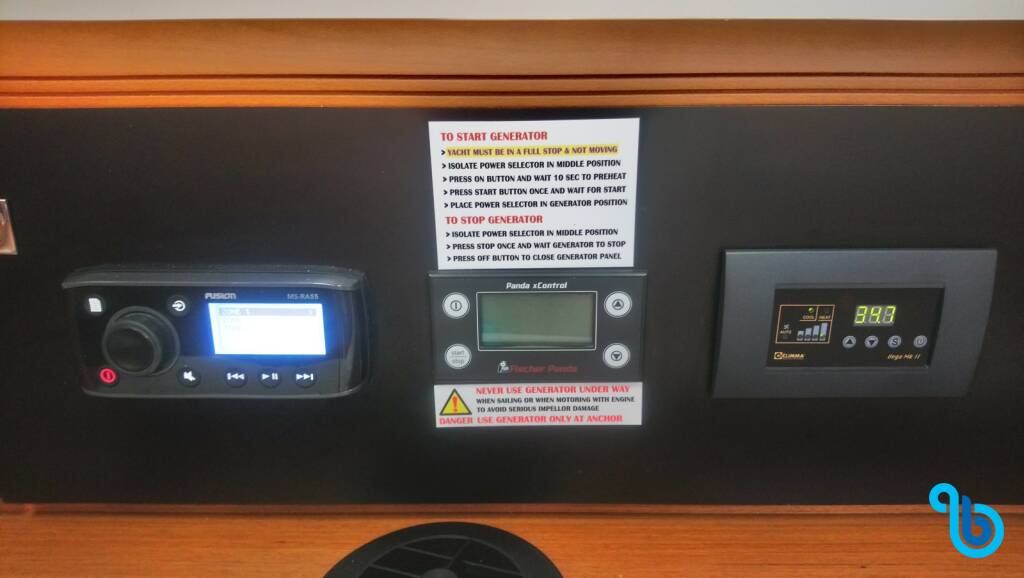 TO START GENERATOR
> YACHT MUST BE IN A FULL STOP & NOT MOVING
> ISOLATE POWER SELECTOR IN MIDDLE POSITION
> PRESS ON BUTTON AND WAIT 10 SEC TO PREHEAT
> PRESS START BUTTON ONCE AND WAIT FOR START
> PLACE POWER SELECTOR IN GENERATOR POSITION
TO STOP GENERATOR
> ISOLATE POWER SELECTOR IN MIDDLE POSITION
> PRESS STOP ONCE AND WAIT GENERATOR TO STOP
> PRESS OFF BUTTON TO CLOSE GENERATOR PANEL
FUSION MS-RA55
Panda xControl
start
stop
Fischer Panda
NEVER USE GENERATOR UNDER WAY
WHEN SAILING OR WHEN MOTORING WITH ENGINE
TO AVOID SERIOUS IMPELLOR DAMAGE
DANGER USE GENERATOR ONLY AT ANCHOR
COOL HEAT
AUTO
34.7
CLIMMA
Vega Mk II